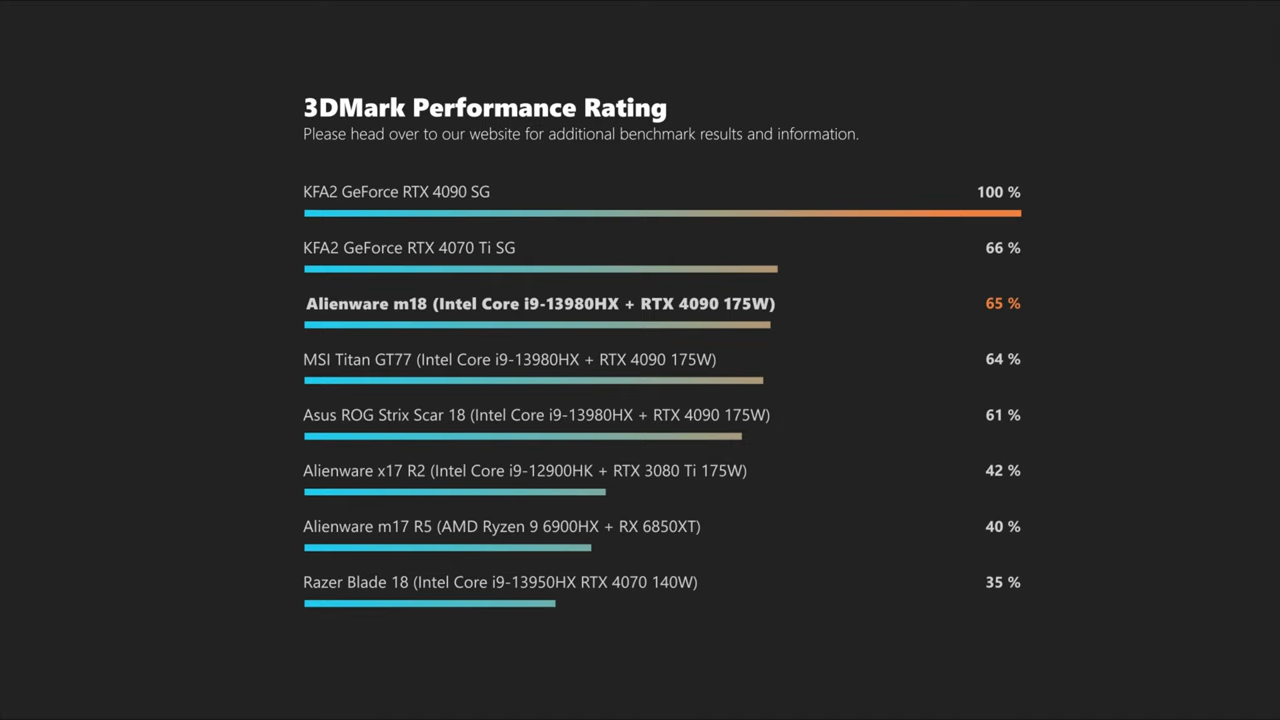 3DMark Performance Rating
Please head over to our website for additional benchmark results and information.
KFA2 GeForce RTX 4090 SG 100 %
KFA2 GeForce RTX 4070 Ti SG 66 %
Alienware m18 (Intel Core i9-13980HX + RTX 4090 175W) 65 %
MSI Titan GT77 (Intel Core i9-13980HX + RTX 4090 175W) 64 %
Asus ROG Strix Scar 18 (Intel Core i9-13980HX + RTX 4090 175W) 61 %
Alienware x17 R2 (Intel Core i9-12900HK + RTX 3080 Ti 175W) 42 %
Alienware m17 R5 (AMD Ryzen 9 6900HX + RX 6850XT) 40 %
Razer Blade 18 (Intel Core i9-13950HX RTX 4070 140W) 35 %